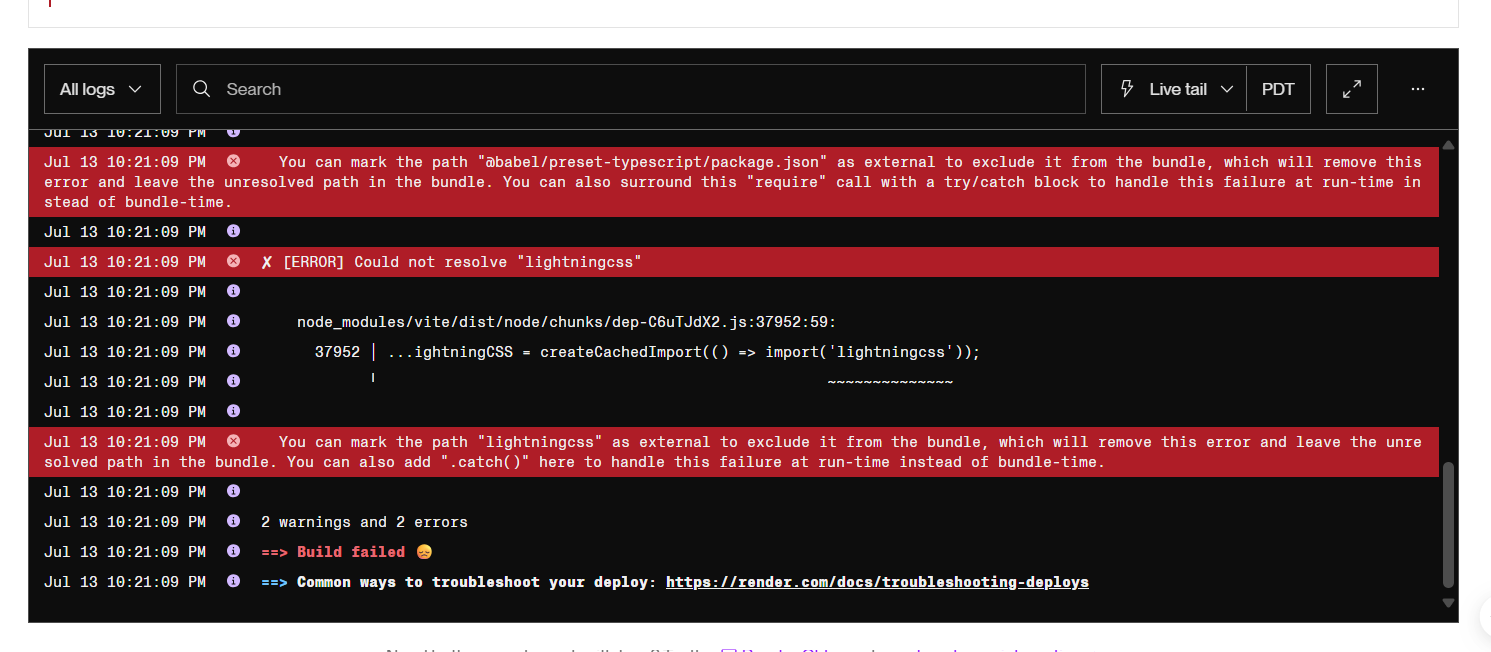 All logs
Search
Live tail
PDT
Jul 13 10:21:09 PM
Jul 13 10:21:09 PM You can mark the path "@babel/preset-typescript/package.json" as external to exclude it from the bundle, which will remove this
error and leave the unresolved path in the bundle. You can also surround this "require" call with a try/catch block to handle this failure at run-time in
stead of bundle-time.
Jul 13 10:21:09 PM
Jul 13 10:21:09 PM ✘ [ERROR] Could not resolve "lightningcss"
Jul 13 10:21:09 PM
Jul 13 10:21:09 PM node_modules/vite/dist/node/chunks/dep-C6uTJdX2.js:37952:59:
Jul 13 10:21:09 PM 37952 │ ...ightningCSS = createCachedImport(() => import('lightningcss'));
Jul 13 10:21:09 PM ╵ ~~~~~~~~~~~~~~
Jul 13 10:21:09 PM
Jul 13 10:21:09 PM You can mark the path "lightningcss" as external to exclude it from the bundle, which will remove this error and leave the unre
solved path in the bundle. You can also add ".catch()" here to handle this failure at run-time instead of bundle-time.
Jul 13 10:21:09 PM
Jul 13 10:21:09 PM 2 warnings and 2 errors
Jul 13 10:21:09 PM ==> Build failed 😞
Jul 13 10:21:09 PM ==> Common ways to troubleshoot your deploy: https://render.com/docs/troubleshooting-deploys